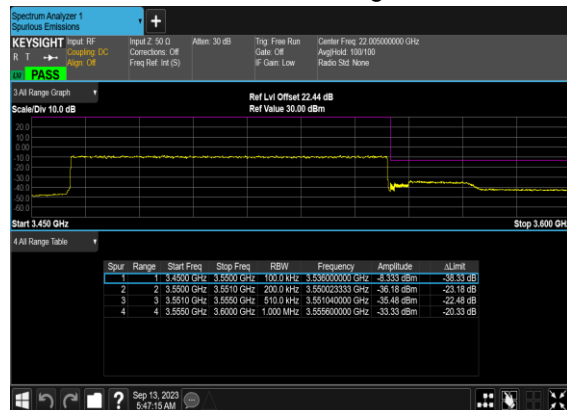 Spectrum Analyzer 1
Spurious Emissions
+
KEYSIGHT Input: RF Input Z: 50 Ω Atten: 30 dB Trig: Free Run Center Freq: 22.005000000 GHz
R T Coupling: DC Corrections: Off Gate: Off Avg|Hold: 100/100
Align: Off Freq Ref: Int (S) IF Gain: Low Radio Std: None
LW PASS
3 All Range Graph
Ref Lvl Offset 22.44 dB
Scale/Div 10.0 dB Ref Value 30.00 dBm
20.0
10.0
0.00
-10.0
-20.0
-30.0
-40.0
-50.0
-60.0
Start 3.450 GHz Stop 3.600 GH
4 All Range Table
Spur Range Start Freq Stop Freq RBW Frequency Amplitude ΔLimit
1 1 3.4500 GHz 3.5500 GHz 100.0 kHz 3.536000000 GHz -8.333 dBm -38.33 dB
2 2 3.5500 GHz 3.5510 GHz 200.0 kHz 3.550023333 GHz -36.18 dBm -23.18 dB
3 3 3.5510 GHz 3.5550 GHz 510.0 kHz 3.551040000 GHz -35.48 dBm -22.48 dB
4 4 3.5550 GHz 3.6000 GHz 1.000 MHz 3.555600000 GHz -33.33 dBm -20.33 dB
? Sep 13, 2023
5:47:15 AM